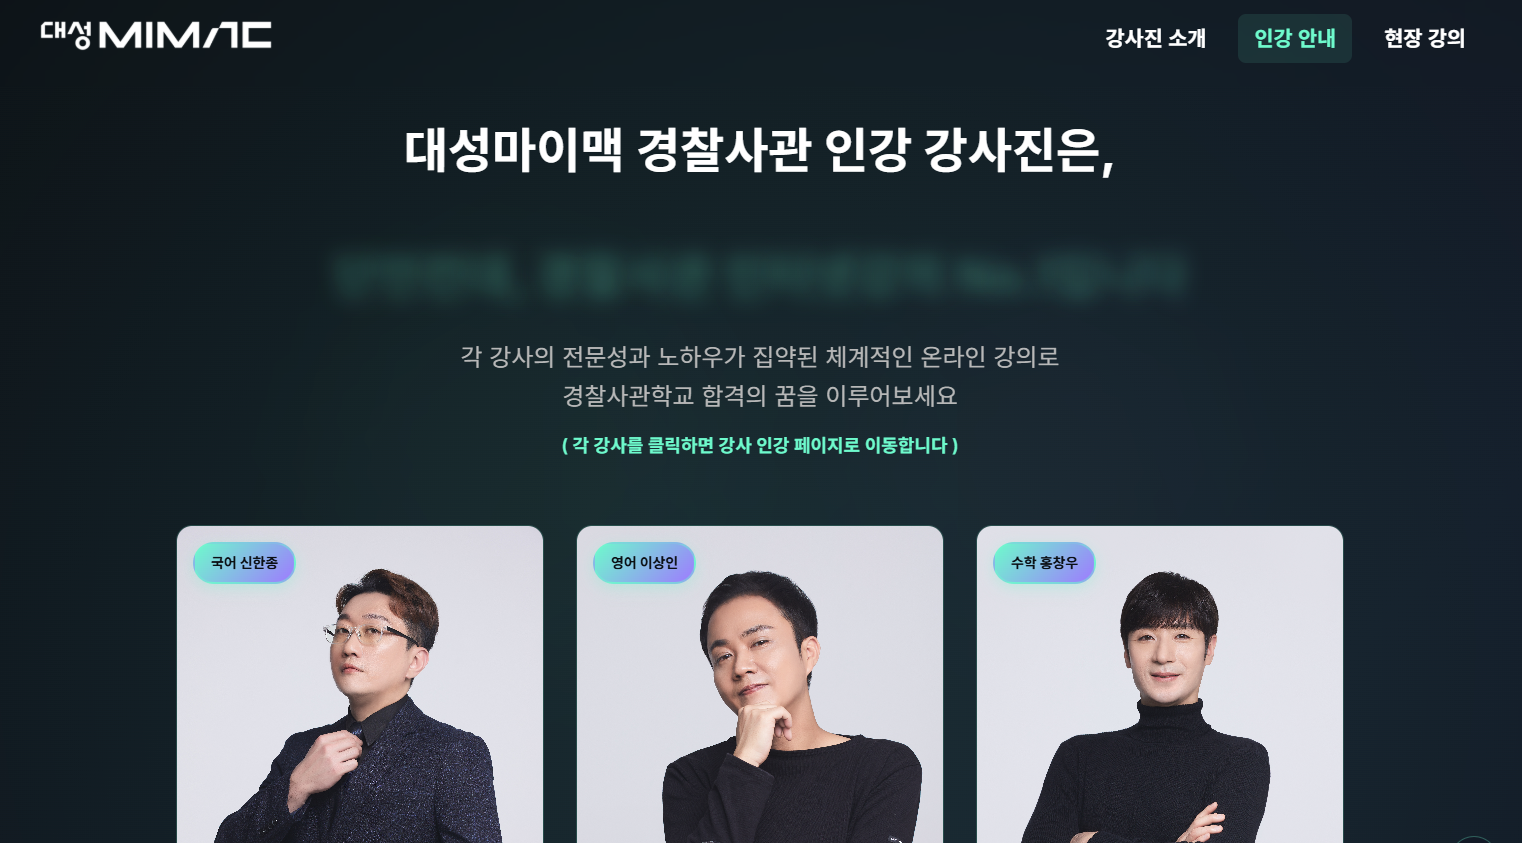 대성 MIMAC
강사진 소개
인강 안내
현장 강의
대성마이맥 경찰사관 인강 강사진은,
각 강사의 전문성과 노하우가 집약된 체계적인 온라인 강의로
경찰사관학교 합격의 꿈을 이루어보세요
( 각 강사를 클릭하면 강사 인강 페이지로 이동합니다 )
국어 신한종
영어 이상인
수학 홍창우